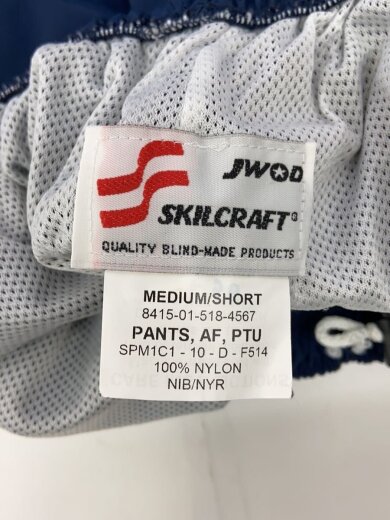 JWOD
SKILCRAFT®
QUALITY BLIND-MADE PRODUCTS
MEDIUM/SHORT
8415-01-518-4567
PANTS, AF, PTU
SPM1C1 - 10 - D - F514
100% NYLON
NIB/NYR